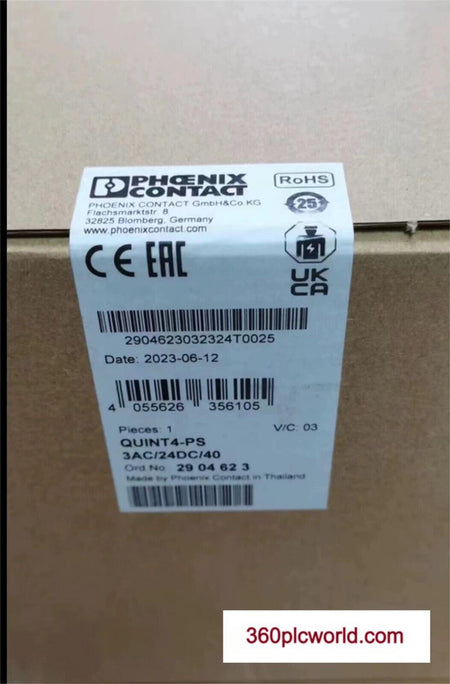 PHŒNIX
CONTACT
RoHS
PHOENIX CONTACT GmbH&Co.KG
Flachsmarktstr. 8
32825 Blomberg, Germany
www.phoenixcontact.com
25
CE EAC
UK
CA
2904623032324T0025
Date: 2023-06-12
4 055626 356105
Pieces: 1 V/C: 03
QUINT4-PS
3AC/24DC/40
Ord No. 29 04 62 3
Made by Phoenix Contact in Thailand
360plcworld.com